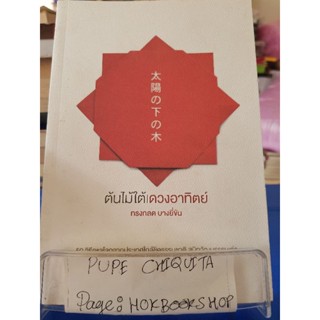 太陽の下の木
ต้นไม้ใต้ดวงอาทิตย์
ทรงกลด บางยี่ขัน
PUPE CHIQUITA
Page: HOKBOOKSHOP